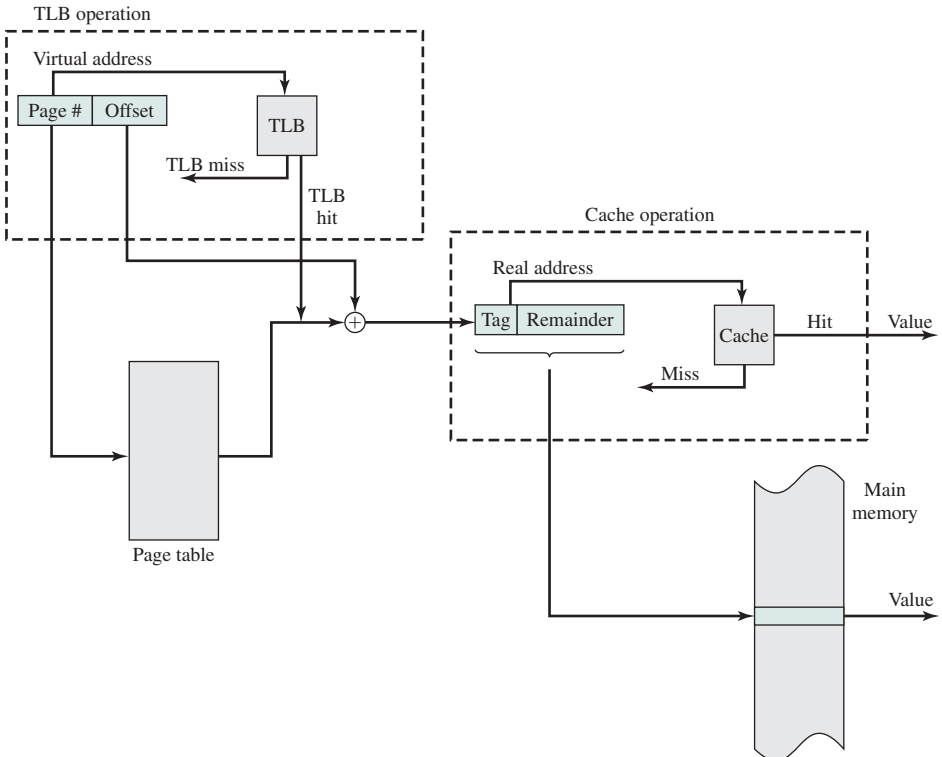 TLB operation
Virtual address
Page #
Offset
TLB
TLB miss
TLB
hit
Cache operation
Real address
Tag
Remainder
Cache
Hit
Value
Miss
+
Page table
Main
memory
Value